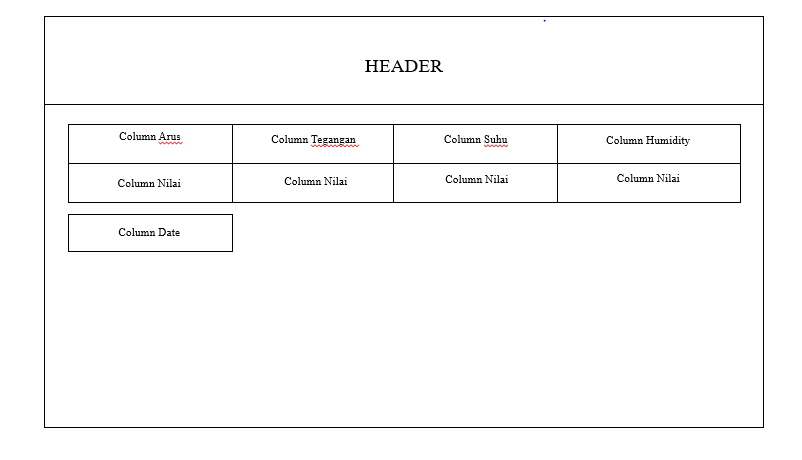 HEADER
Column Arus
Column Tegangan
Column Suhu
Column Humidity
Column Nilai
Column Nilai
Column Nilai
Column Nilai
Column Date